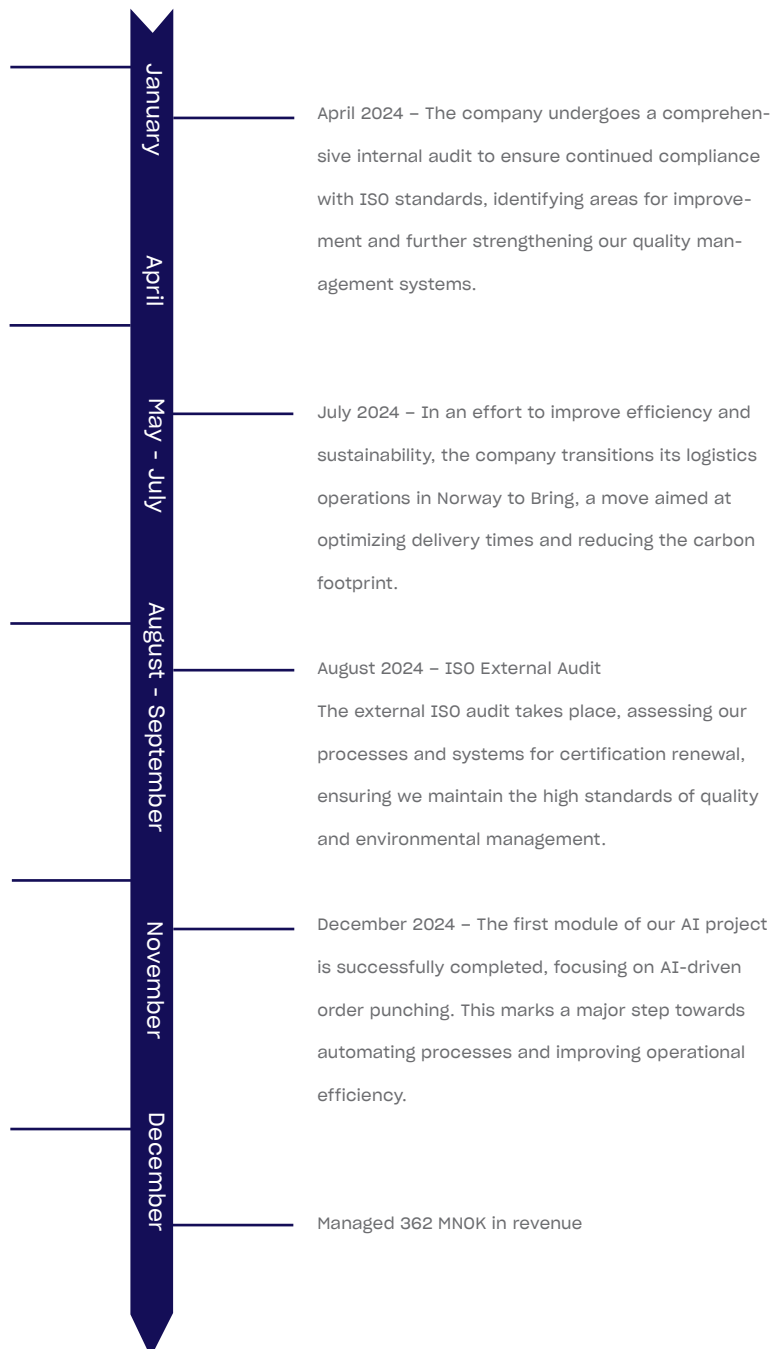 January
April 2024 – The company undergoes a comprehen-
sive internal audit to ensure continued compliance
with ISO standards, identifying areas for improve-
ment and further strengthening our quality man-
agement systems.
April
May - July
July 2024 – In an effort to improve efficiency and
sustainability, the company transitions its logistics
operations in Norway to Bring, a move aimed at
optimizing delivery times and reducing the carbon
footprint.
August - September
August 2024 – ISO External Audit
The external ISO audit takes place, assessing our
processes and systems for certification renewal,
ensuring we maintain the high standards of quality
and environmental management.
November
December 2024 – The first module of our AI project
is successfully completed, focusing on AI-driven
order punching. This marks a major step towards
automating processes and improving operational
efficiency.
December
Managed 362 MNOK in revenue